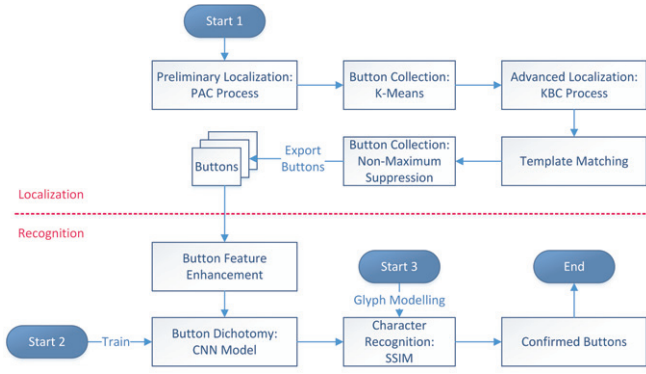 Start 1
Preliminary Localization:
PAC Process
Button Collection:
K-Means
Advanced Localization:
KBC Process
Buttons
Export
Buttons
Button Collection:
Non-Maximum
Suppression
Template Matching
Localization
Recognition
Button Feature
Enhancement
Start 3
End
Glyph Modelling
Start 2
Train
Button Dichotomy:
CNN Model
Character
Recognition:
SSIM
Confirmed Buttons